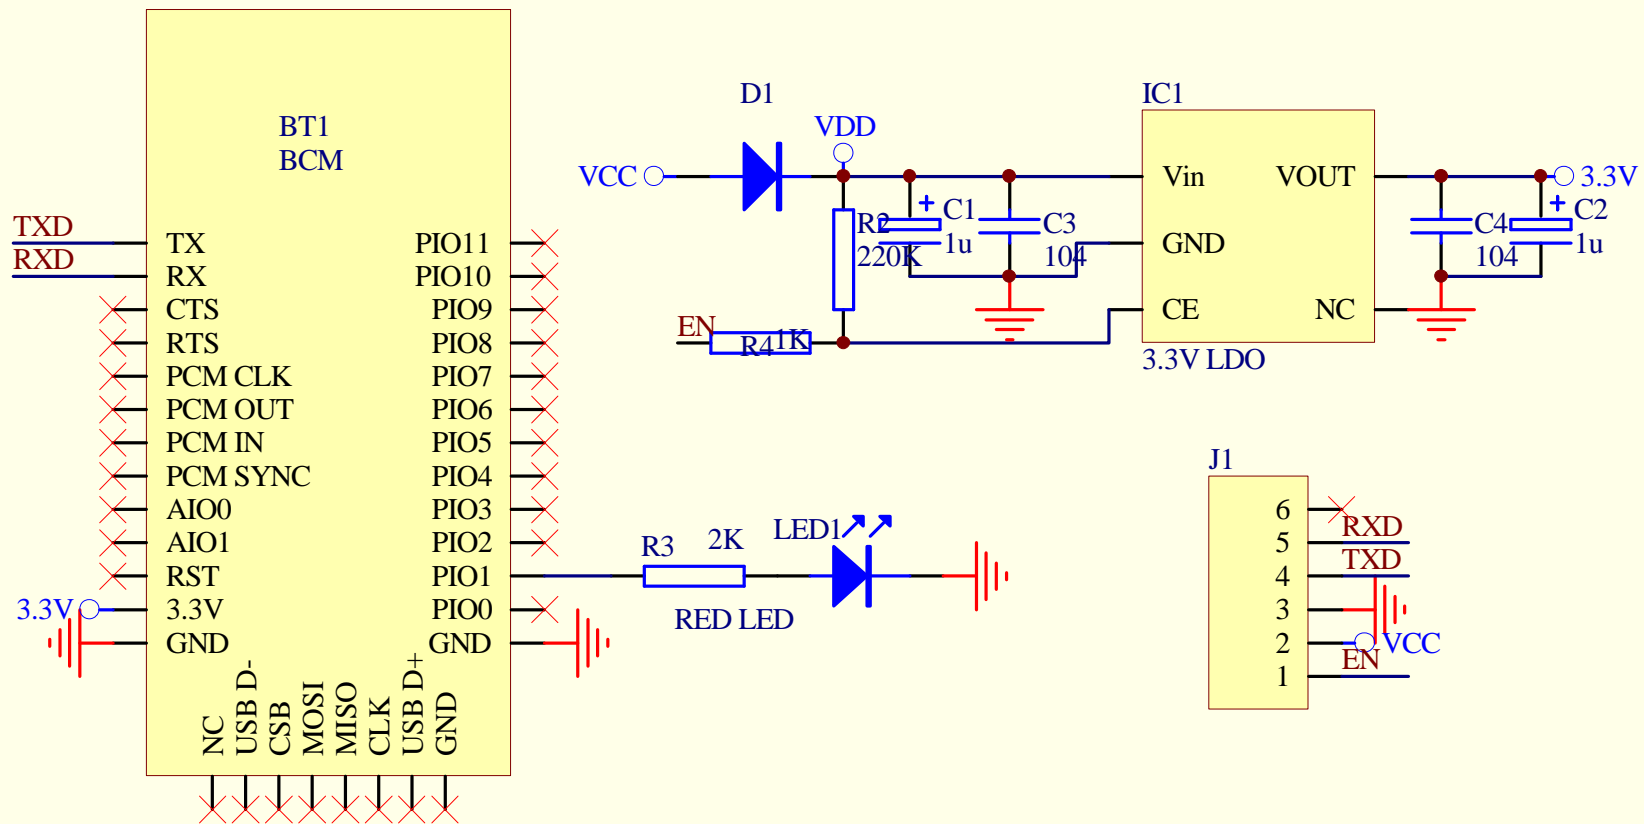 BT1
BCM
TXD
RXD
TX
RX
CTS
RTS
PCM CLK
PCM OUT
PCM IN
PCM SYNC
AIO0
AIO1
RST
3.3V
3.3V
GND
PIO11
PIO10
PIO9
PIO8
PIO7
PIO6
PIO5
PIO4
PIO3
PIO2
PIO1
PIO0
GND
NC
USB D-
CSB
MOSI
MISO
CLK
USB D+
GND
D1
VCC
VDD
R2
220K
C1
1u
C3
104
EN
R4
1K
IC1
Vin
GND
CE
VOUT
NC
3.3V LDO
3.3V
C4
104
C2
1u
R3
2K
LED1
RED LED
J1
6
5
4
3
2
1
RXD
TXD
VCC
EN